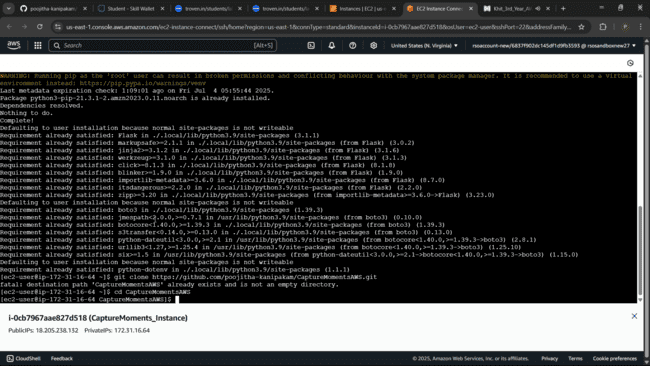 poojitha-kanipakam
Student - Skill Wallet
Instances | EC2 | us-e
EC2 Instance Connect
us-east-1.console.aws.amazon.com/ec2-instance-connect/ssh/home?region=us-east-1&connType=standard&instanceId=i-0cb7967aae827d518&osUser=ec2-user&sshPort=22&addressFamily...
aws
Search
[Alt+S]
United States (N. Virginia)
WARNING: Running pip as the 'root' user can result in broken permissions and conflicting behaviour with the system package manager. It is recommended to use a virtual
environment instead: https://pip.pypa.io/warnings/venv
Last metadata expiration check: 1:09:01 ago on Fri Jul  4 05:55:44 2025.
Package python3-pip-21.3.1-2.amzn2023.0.11.noarch is already installed.
Dependencies resolved.
Nothing to do.
Complete!
Defaulting to user installation because normal site-packages is not writeable
Requirement already satisfied: Flask in ./.local/lib/python3.9/site-packages (3.1.1)
Requirement already satisfied: markupsafe>=2.1.1 in ./.local/lib/python3.9/site-packages (from Flask) (3.0.2)
Requirement already satisfied: jinja2>=3.1.2 in ./.local/lib/python3.9/site-packages (from Flask) (3.1.6)
Requirement already satisfied: werkzeug>=3.1.0 in ./.local/lib/python3.9/site-packages (from Flask) (3.1.3)
Requirement already satisfied: click>=8.1.3 in ./.local/lib/python3.9/site-packages (from Flask) (8.1.8)
Requirement already satisfied: blinker>=1.9.0 in ./.local/lib/python3.9/site-packages (from Flask) (1.9.0)
Requirement already satisfied: importlib-metadata>=3.6.0 in ./.local/lib/python3.9/site-packages (from Flask) (8.7.0)
Requirement already satisfied: itsdangerous>=2.2.0 in ./.local/lib/python3.9/site-packages (from Flask) (2.2.0)
Requirement already satisfied: zipp>=3.20 in ./.local/lib/python3.9/site-packages (from importlib-metadata>=3.6.0->Flask) (3.23.0)
Defaulting to user installation because normal site-packages is not writeable
Requirement already satisfied: boto3 in ./.local/lib/python3.9/site-packages (1.39.3)
Requirement already satisfied: jmespath<2.0.0,>=0.7.1 in /usr/lib/python3.9/site-packages (from boto3) (0.10.0)
Requirement already satisfied: botocore<1.40.0,>=1.39.3 in ./.local/lib/python3.9/site-packages (from boto3) (1.39.3)
Requirement already satisfied: s3transfer<0.14.0,>=0.13.0 in ./.local/lib/python3.9/site-packages (from boto3) (0.13.0)
Requirement already satisfied: python-dateutil<3.0.0,>=2.1 in /usr/lib/python3.9/site-packages (from botocore<1.40.0,>=1.39.3->boto3) (2.8.1)
Requirement already satisfied: urllib3<1.27,>=1.25.4 in /usr/lib/python3.9/site-packages (from botocore<1.40.0,>=1.39.3->boto3) (1.25.10)
Requirement already satisfied: six>=1.5 in /usr/lib/python3.9/site-packages (from python-dateutil<3.0.0,>=2.1->botocore<1.40.0,>=1.39.3->boto3) (1.15.0)
Defaulting to user installation because normal site-packages is not writeable
Requirement already satisfied: python-dotenv in ./.local/lib/python3.9/site-packages (1.1.1)
[ec2-user@ip-172-31-16-64 ~]$ git clone https://github.com/poojitha-kanipakam/CaptureMomentsAWS.git
fatal: destination path 'CaptureMomentsAWS' already exists and is not an empty directory.
[ec2-user@ip-172-31-16-64 ~]$ cd CaptureMomentsAWS
[ec2-user@ip-172-31-16-64 CaptureMomentsAWS]$
i-0cb7967aae827d518 (CaptureMoments_Instance)
PublicIPs: 18.205.238.132 PrivateIPs: 172.31.16.64
CloudShell
Feedback
© 2025, Amazon Web Services, Inc. or its affiliates.
Privacy
Terms
Cookie preferences